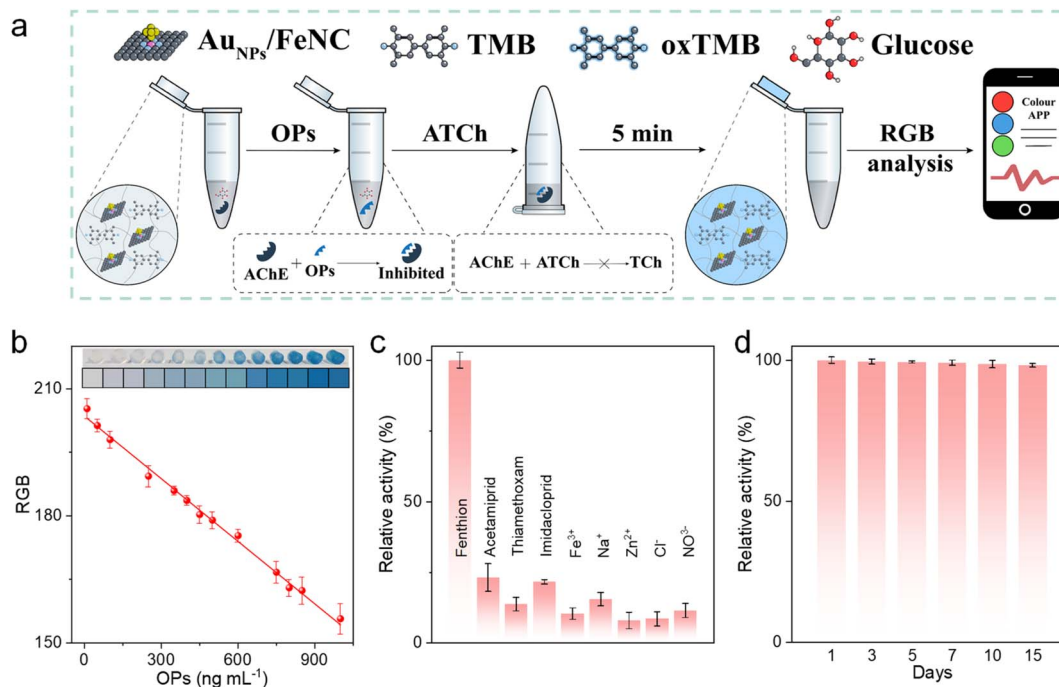 a
Au_NPs/FeNC
TMB
oxTMB
Glucose
OPs
ATCh
5 min
RGB
analysis
Colour
APP
AChE + OPs → Inhibited
AChE + ATCh → TCh
b
RGB
210
180
150
0 300 600 900
OPs (ng mL⁻¹)
c
Relative activity (%)
100
50
0
Fenthion
Acetamiprid
Thiamethoxam
Imidacloprid
Fe³⁺
Na⁺
Zn²⁺
Cl⁻
NO³⁻
d
Relative activity (%)
100
50
0
1 3 5 7 10 15
Days